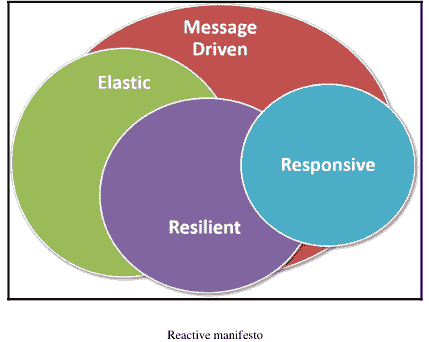 Message
Driven
Elastic
Responsive
Resilient
Reactive manifesto